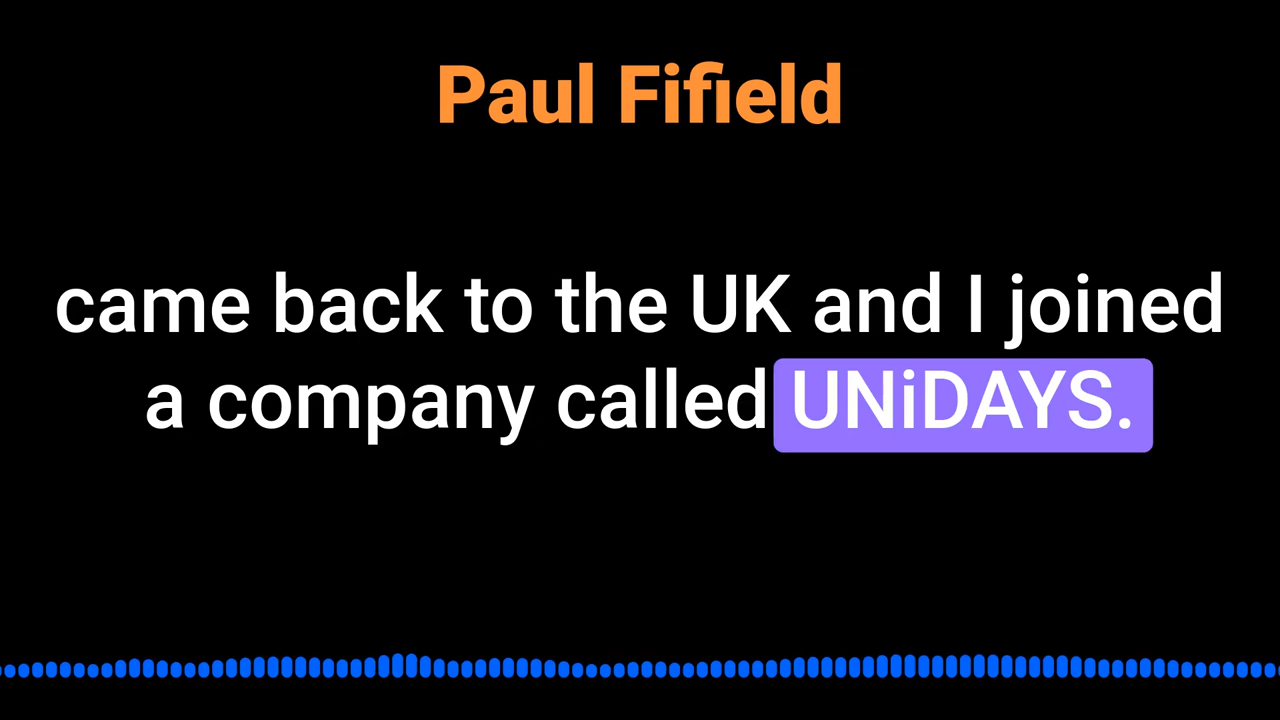 Paul Fifield
came back to the UK and I joined
a company called UNiDAYS.